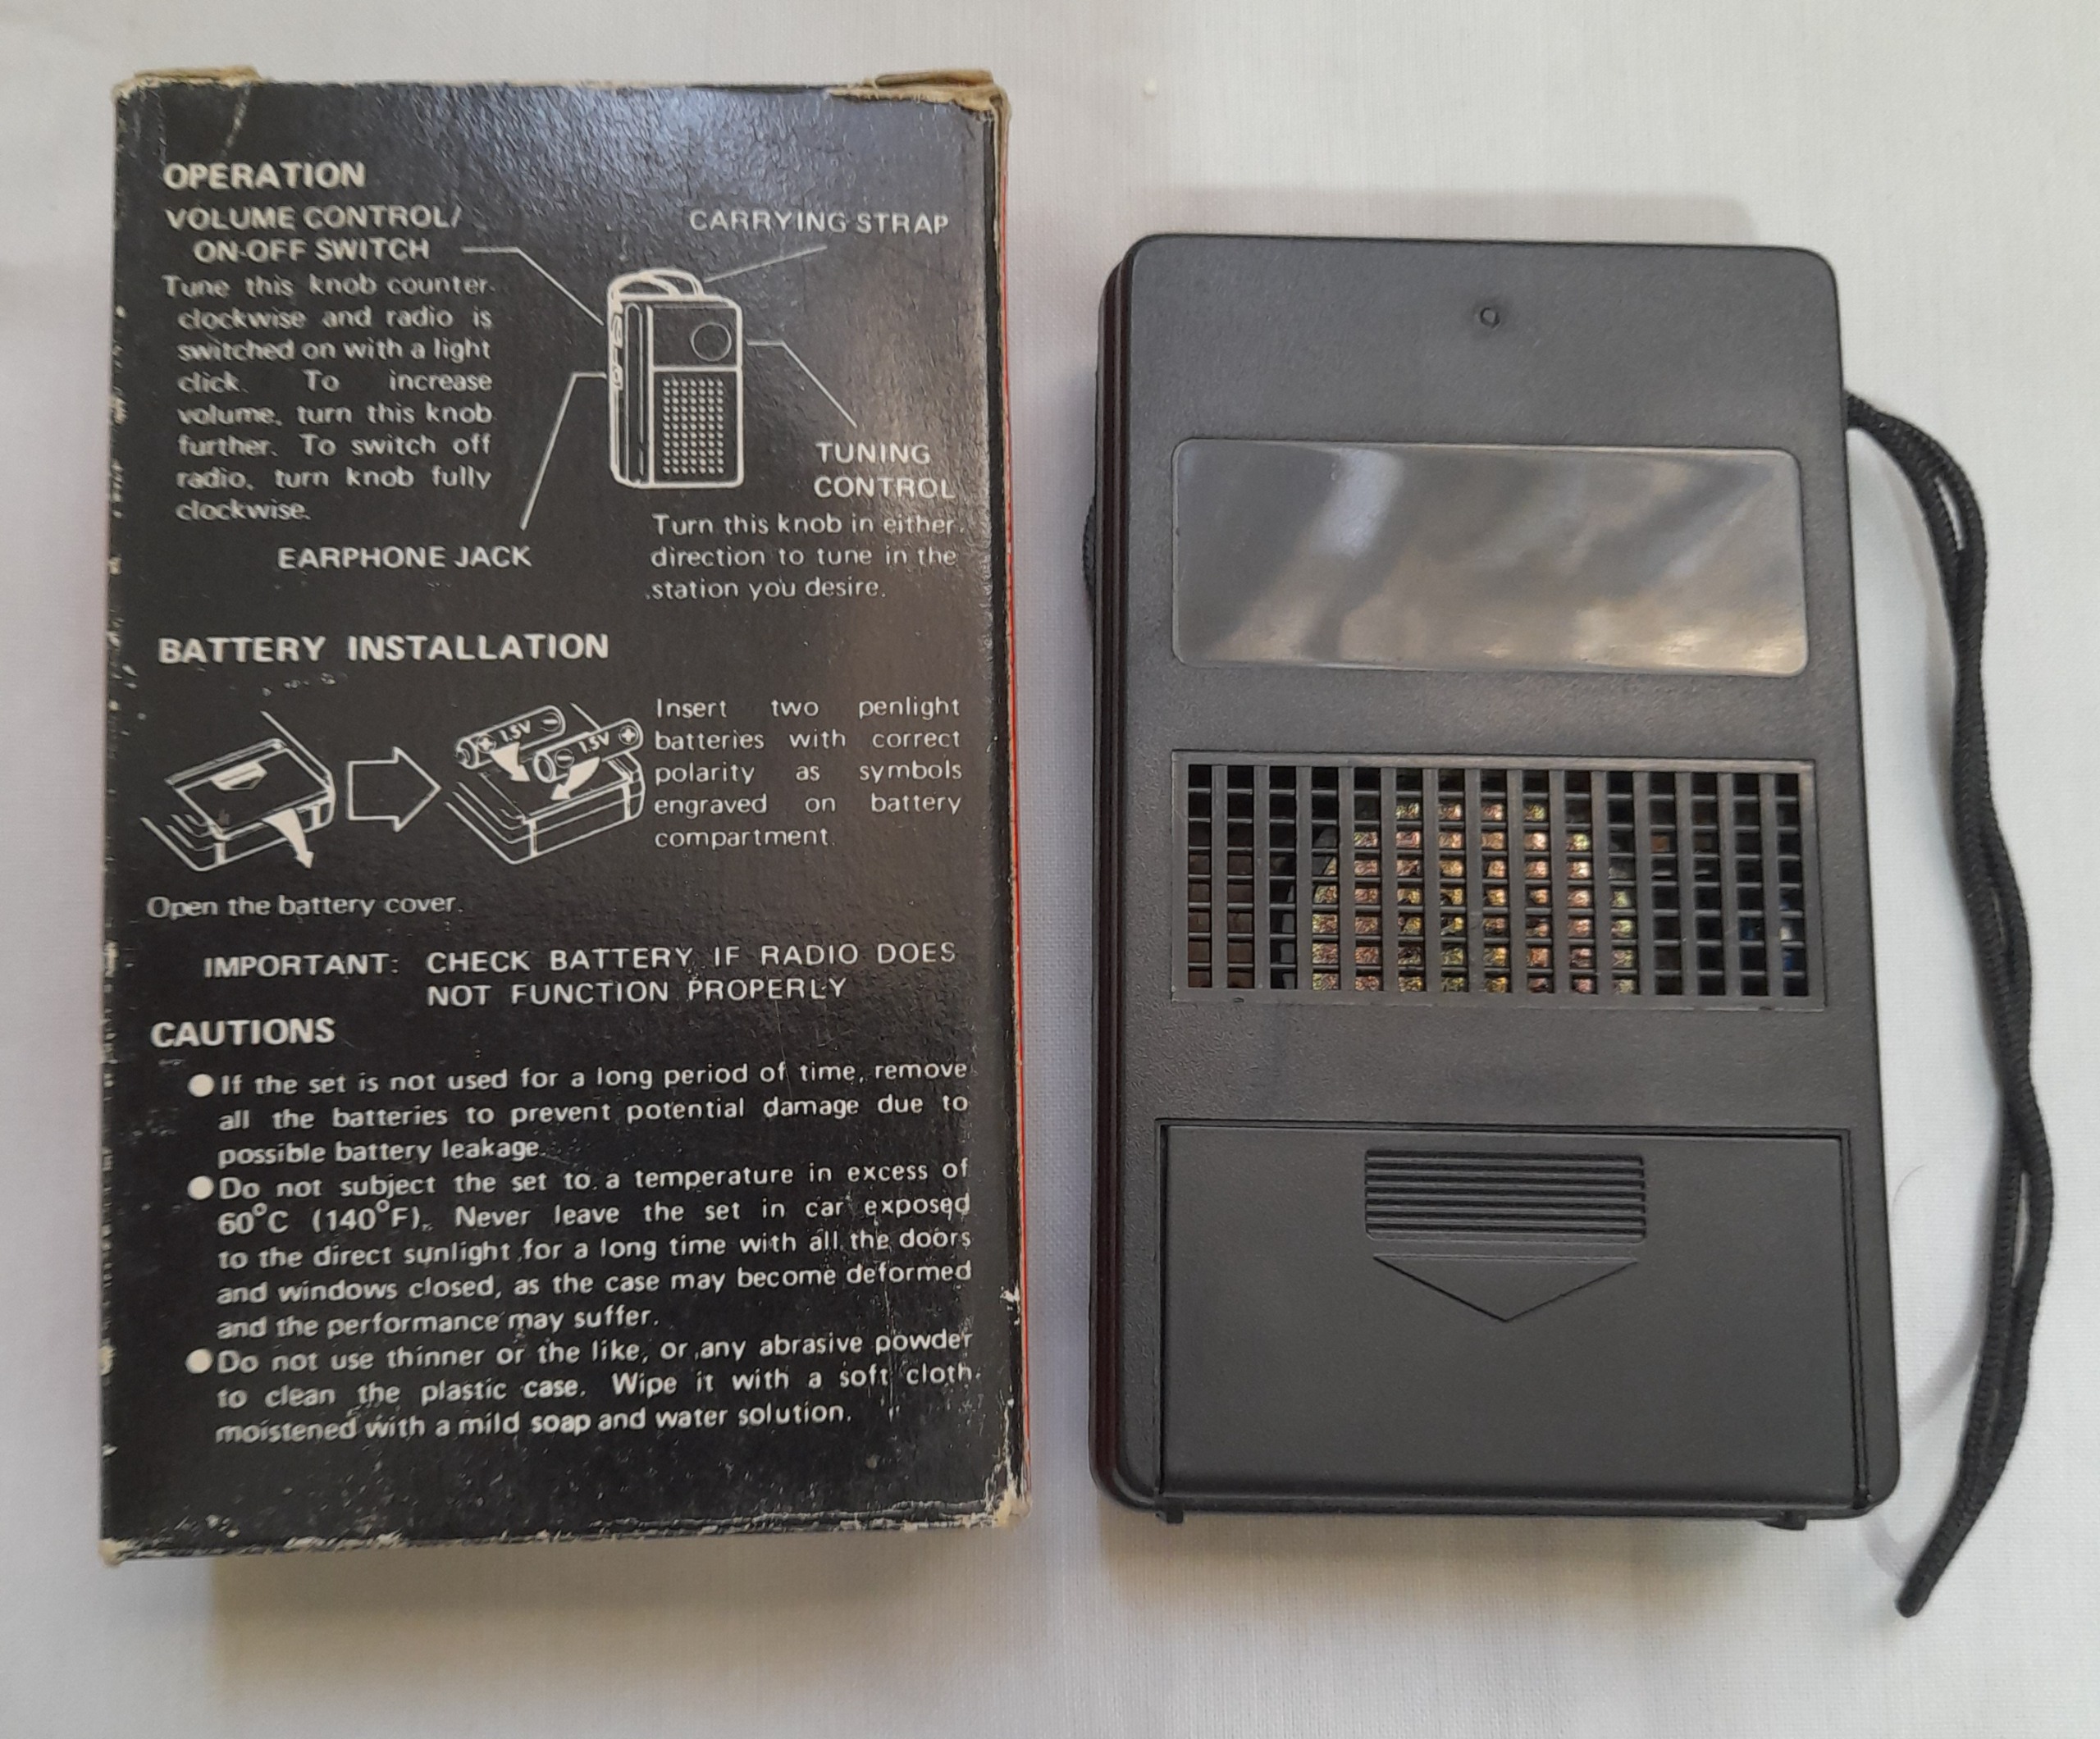 OPERATION
VOLUME CONTROL/
ON-OFF SWITCH
Tune this knob counter-
clockwise and radio is
switched on with a light
click. To increase
volume, turn this knob
further. To switch off
radio, turn knob fully
clockwise.
CARRYING STRAP
EARPHONE JACK
TUNING
CONTROL
Turn this knob in either
direction to tune in the
station you desire.
BATTERY INSTALLATION
+ 1.5V -
- 1.5V +
Insert two penlight
batteries with correct
polarity as symbols
engraved on battery
compartment.
Open the battery cover.
IMPORTANT: CHECK BATTERY IF RADIO DOES
NOT FUNCTION PROPERLY
CAUTIONS
● If the set is not used for a long period of time, remove
all the batteries to prevent potential damage due to
possible battery leakage.
● Do not subject the set to a temperature in excess of
60°C (140°F). Never leave the set in car exposed
to the direct sunlight for a long time with all the doors
and windows closed, as the case may become deformed
and the performance may suffer.
● Do not use thinner or the like, or any abrasive powder
to clean the plastic case. Wipe it with a soft cloth
moistened with a mild soap and water solution.